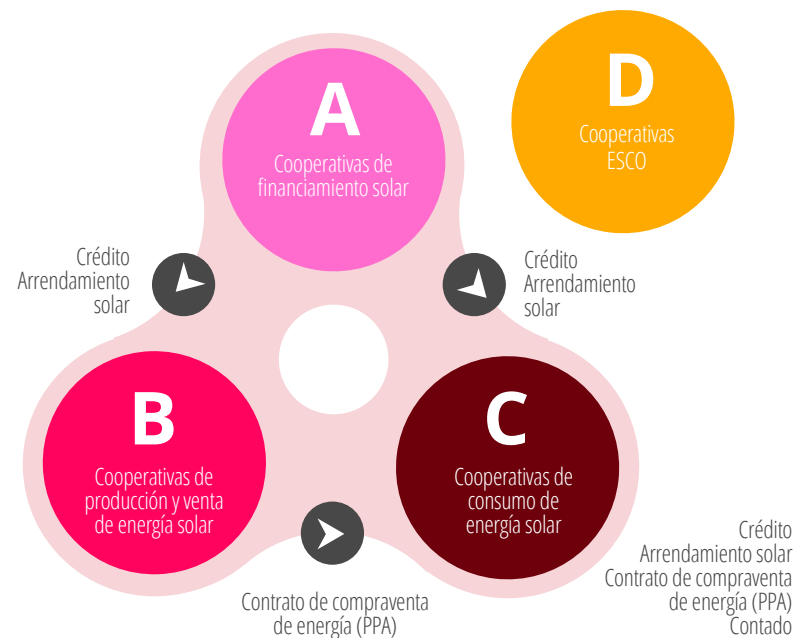 A
Cooperativas de
financiamiento solar
D
Cooperativas
ESCO
Crédito
Arrendamiento
solar
Crédito
Arrendamiento
solar
B
Cooperativas de
producción y venta
de energía solar
C
Cooperativas de
consumo de
energía solar
Contrato de compraventa
de energía (PPA)
Crédito
Arrendamiento solar
Contrato de compraventa
de energía (PPA)
Contado